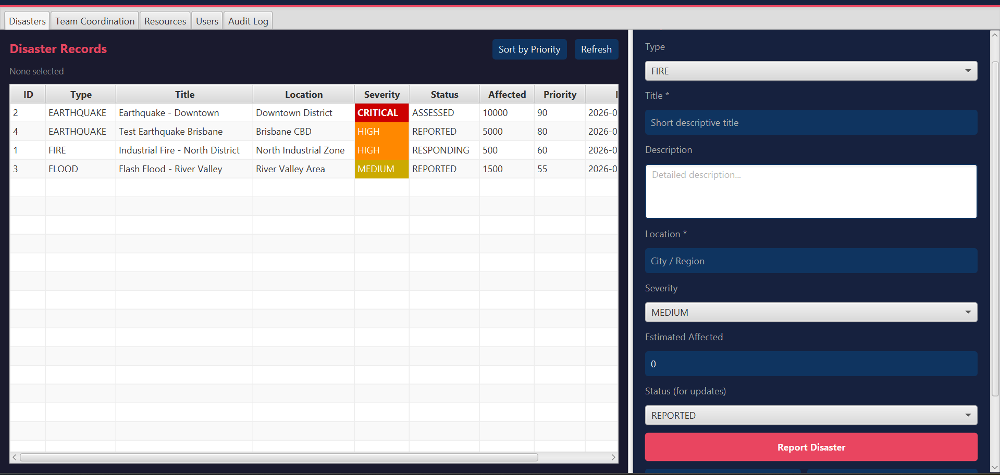 Disasters Team Coordination Resources Users Audit Log
Disaster Records
Sort by Priority Refresh
None selected
ID Type Title Location Severity Status Affected Priority
2 EARTHQUAKE Earthquake - Downtown Downtown District CRITICAL ASSESSED 10000 90 2026-0
4 EARTHQUAKE Test Earthquake Brisbane Brisbane CBD HIGH REPORTED 5000 80 2026-0
1 FIRE Industrial Fire - North District North Industrial Zone HIGH RESPONDING 500 60 2026-0
3 FLOOD Flash Flood - River Valley River Valley Area MEDIUM REPORTED 1500 55 2026-0
Type
FIRE
Title *
Short descriptive title
Description
Detailed description...
Location *
City / Region
Severity
MEDIUM
Estimated Affected
0
Status (for updates)
REPORTED
Report Disaster